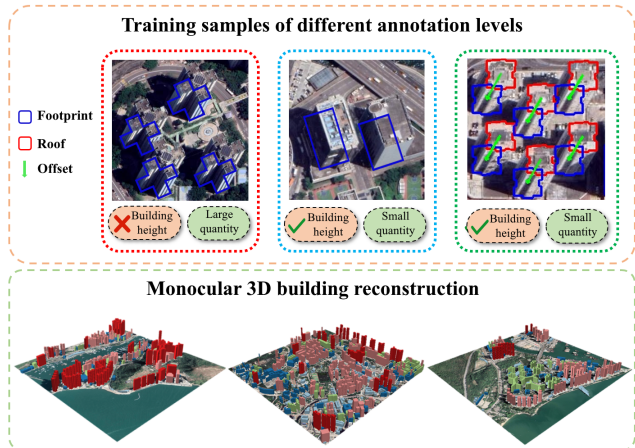 Training samples of different annotation levels
Footprint
Roof
Offset
Building
height
Large
quantity
Building
height
Small
quantity
Building
height
Small
quantity
Monocular 3D building reconstruction